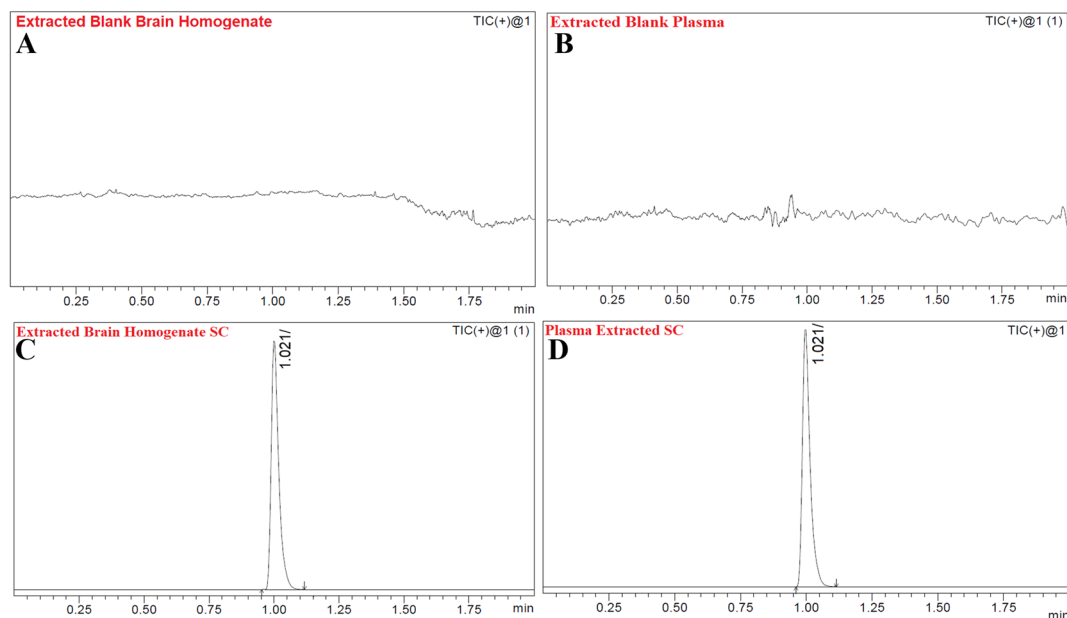 Extracted Blank Brain Homogenate
TIC(+)@1
A
0.25 0.50 0.75 1.00 1.25 1.50 1.75
min
Extracted Blank Plasma
TIC(+)@1 (1)
B
0.25 0.50 0.75 1.00 1.25 1.50 1.75
min
Extracted Brain Homogenate SC
TIC(+)@1 (1)
C
1.021/
0.25 0.50 0.75 1.00 1.25 1.50 1.75
min
Plasma Extracted SC
TIC(+)@1
D
1.021/
0.25 0.50 0.75 1.00 1.25 1.50 1.75
min